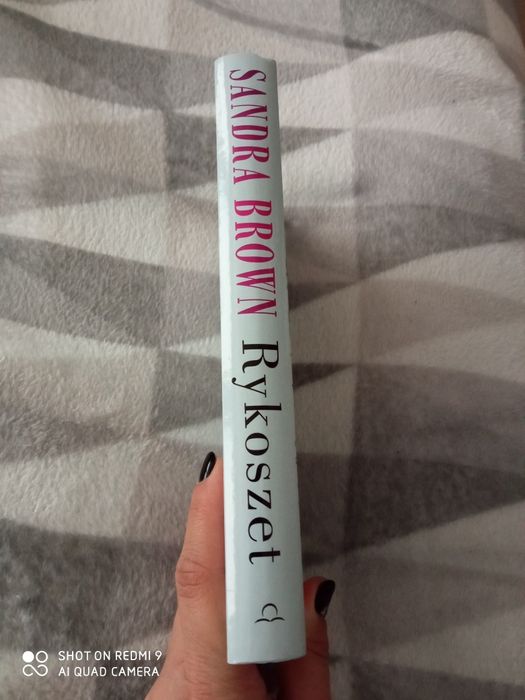 SANDRA BROWN Rykoszet
SHOT ON REDMI 9
AI QUAD CAMERA